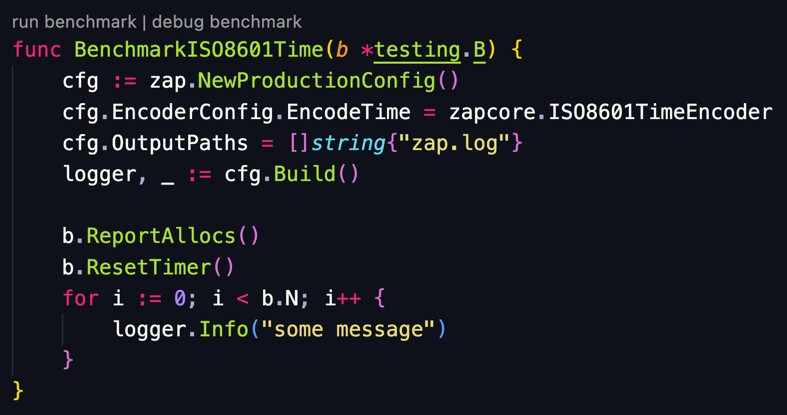 run benchmark | debug benchmark
func BenchmarkISO8601Time(b *testing.B) {
    cfg := zap.NewProductionConfig()
    cfg.EncoderConfig.EncodeTime = zapcore.ISO8601TimeEncoder
    cfg.OutputPaths = []string{"zap.log"}
    logger, _ := cfg.Build()

    b.ReportAllocs()
    b.ResetTimer()
    for i := 0; i < b.N; i++ {
        logger.Info("some message")
    }
}